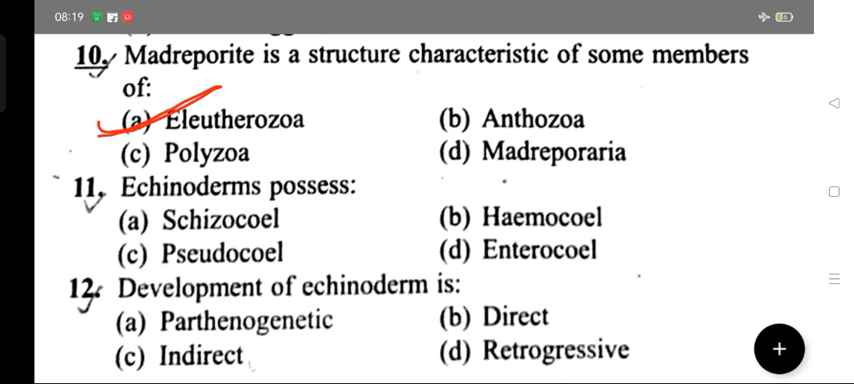 08:19
10. Madreporite is a structure characteristic of some members
of:
(a) Eleutherozoa (b) Anthozoa
(c) Polyzoa (d) Madreporaria
11. Echinoderms possess:
(a) Schizocoel (b) Haemocoel
(c) Pseudocoel (d) Enterocoel
12. Development of echinoderm is:
(a) Parthenogenetic (b) Direct
(c) Indirect (d) Retrogressive
+